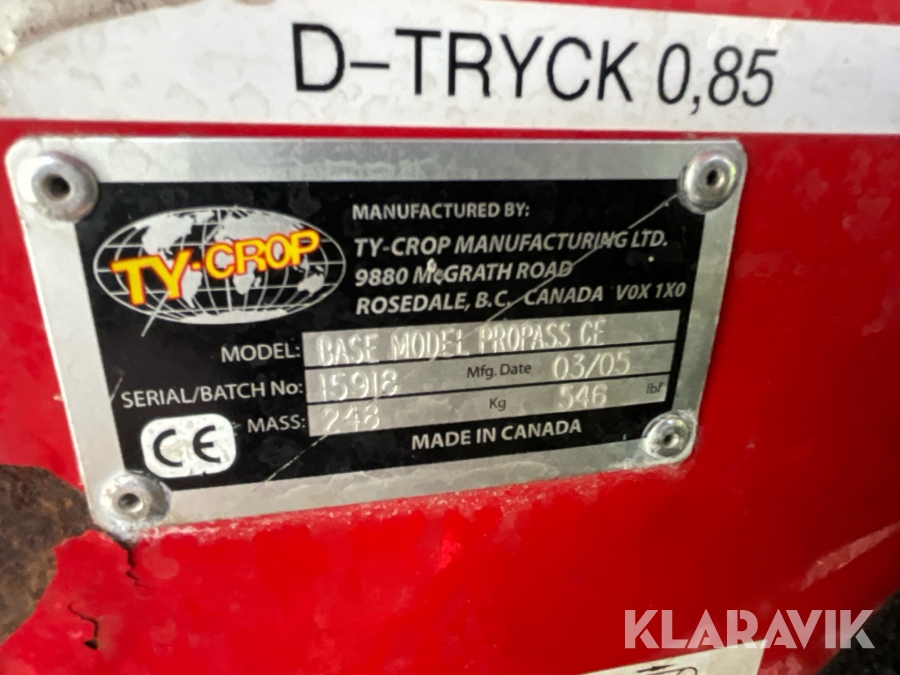 D-TRYCK 0,85
TY-CROP
MANUFACTURED BY:
TY-CROP MANUFACTURING LTD.
9880 McGRATH ROAD
ROSEDALE, B.C. CANADA V0X 1X0
MODEL: BASE MODEL PROPASS CE
SERIAL/BATCH No: 15918 Mfg. Date 03/05
MASS: 248 Kg 546 lbf
CE MADE IN CANADA
KLARAVIK